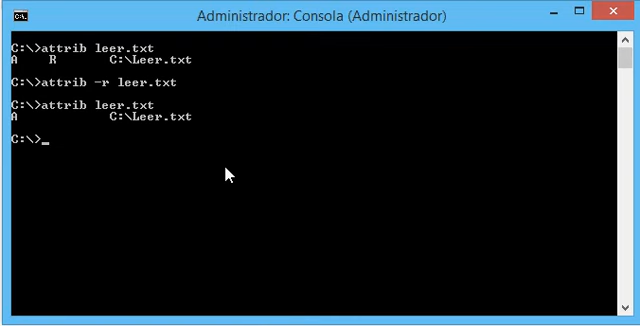 Administrador: Consola (Administrador)
C:\>attrib leer.txt
A    R       C:\Leer.txt
C:\>attrib -r leer.txt
C:\>attrib leer.txt
A            C:\Leer.txt
C:\>_